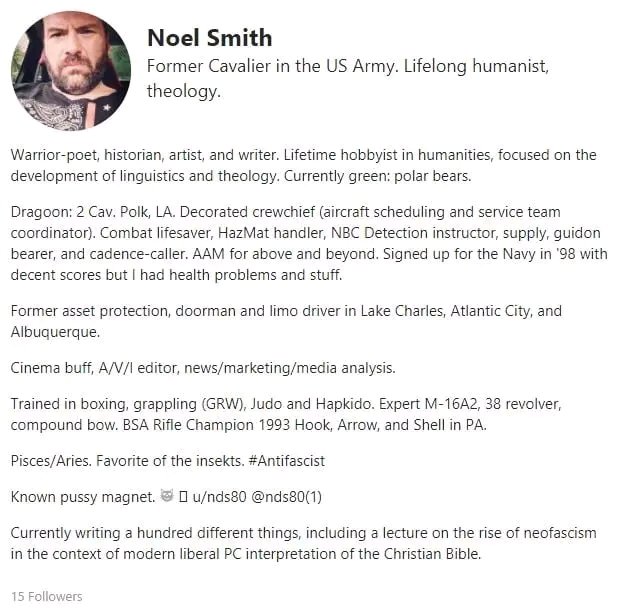 Noel Smith
Former Cavalier in the US Army. Lifelong humanist,
theology.
Warrior-poet, historian, artist, and writer. Lifetime hobbyist in humanities, focused on the
development of linguistics and theology. Currently green: polar bears.
Dragoon: 2 Cav. Polk, LA. Decorated crewchief (aircraft scheduling and service team
coordinator). Combat lifesaver, HazMat handler, NBC Detection instructor, supply, guidon
bearer, and cadence-caller. AAM for above and beyond. Signed up for the Navy in '98 with
decent scores but I had health problems and stuff.
Former asset protection, doorman and limo driver in Lake Charles, Atlantic City, and
Albuquerque.
Cinema buff, A/V/I editor, news/marketing/media analysis.
Trained in boxing, grappling (GRW), Judo and Hapkido. Expert M-16A2, 38 revolver,
compound bow. BSA Rifle Champion 1993 Hook, Arrow, and Shell in PA.
Pisces/Aries. Favorite of the insekts. #Antifascist
Known pussy magnet. u/nds80 @nds80(1)
Currently writing a hundred different things, including a lecture on the rise of neofascism
in the context of modern liberal PC interpretation of the Christian Bible.
15 Followers